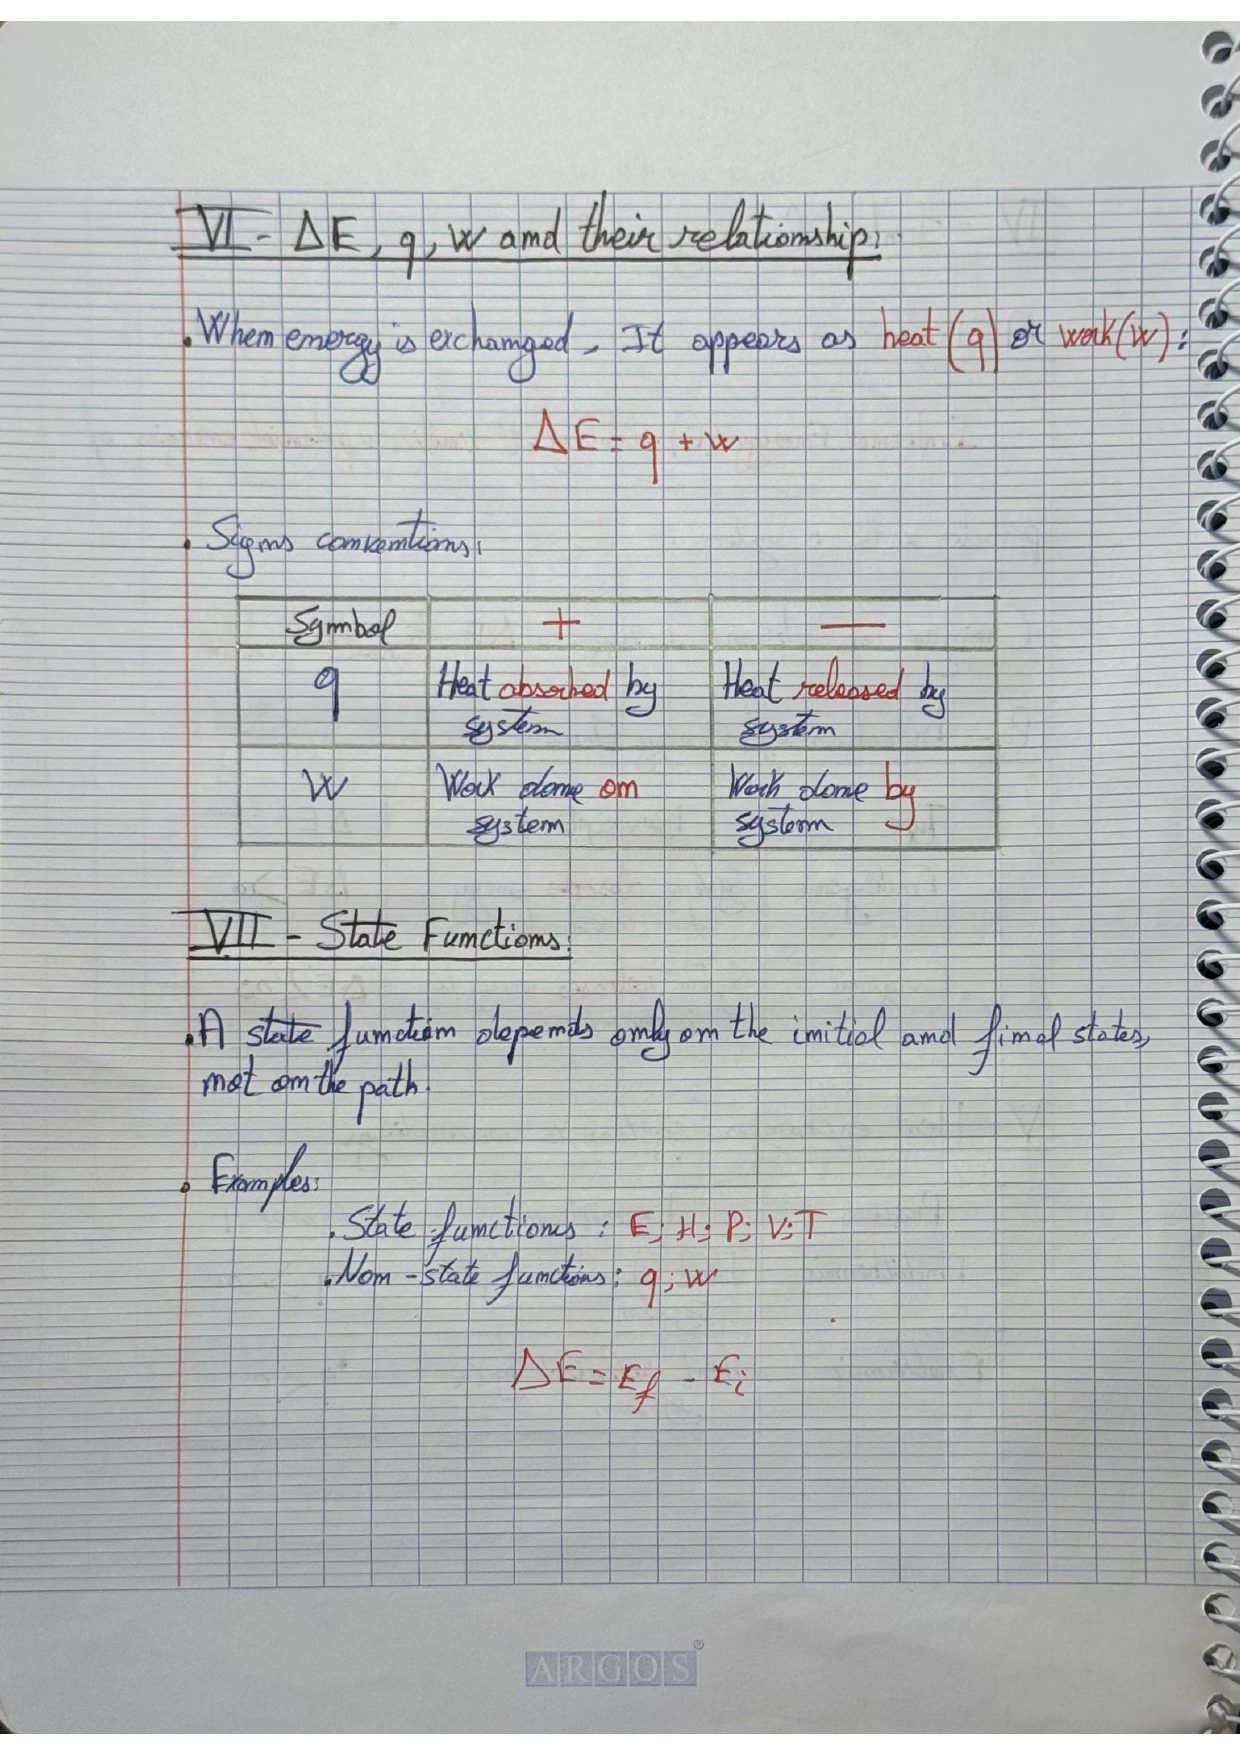 VI - ΔE, q, w and their relationship:
. When energy is exchanged, It appears as heat (q) or work (w):
ΔE = q + w
. Signs conventions:
Symbol + —
q Heat absorbed by system Heat released by system
w Work done on system Work done by system
VII - State Functions:
. A state function depends only on the initial and final states,
not on the path.
. Examples:
. State functions : E; H; P; V; T
. Non-state functions: q; w
ΔE = Ef - Ei
ARGOS®